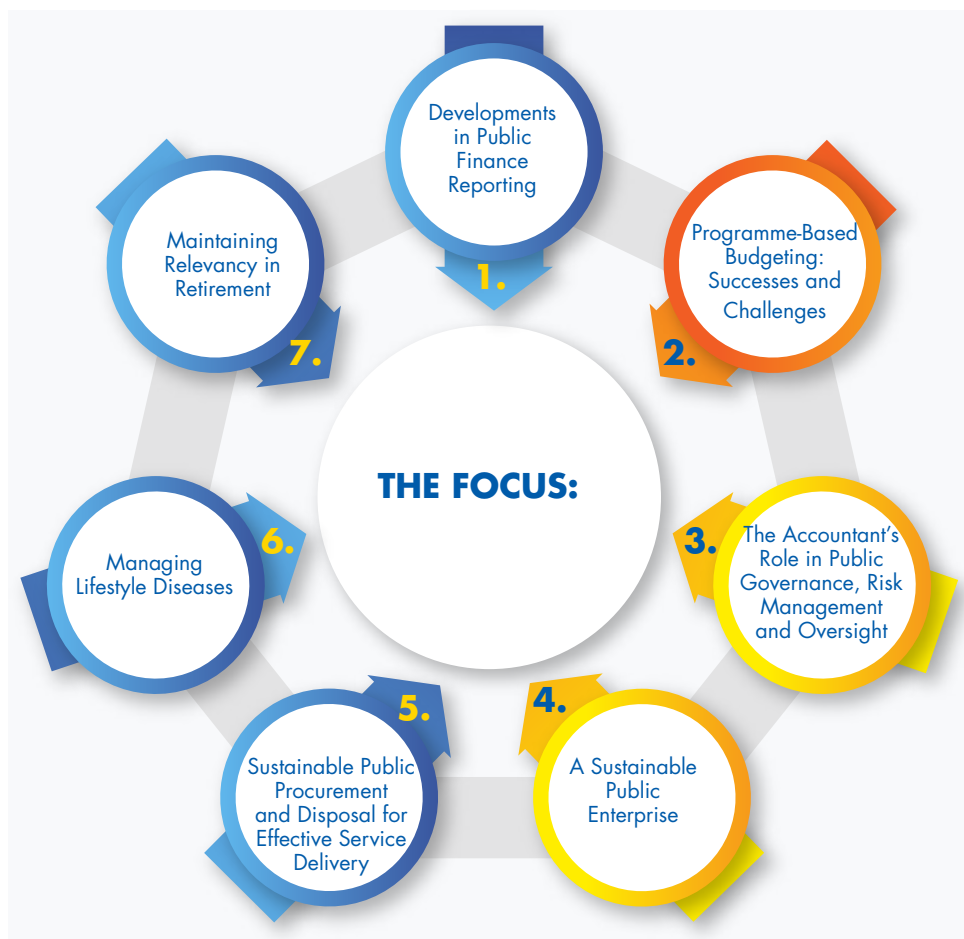 THE FOCUS:
1.
Developments
in Public
Finance
Reporting
2.
Programme-Based
Budgeting:
Successes and
Challenges
3.
The Accountant's
Role in Public
Governance, Risk
Management
and Oversight
4.
A Sustainable
Public
Enterprise
5.
Sustainable Public
Procurement
and Disposal for
Effective Service
Delivery
6.
Managing
Lifestyle Diseases
7.
Maintaining
Relevancy in
Retirement